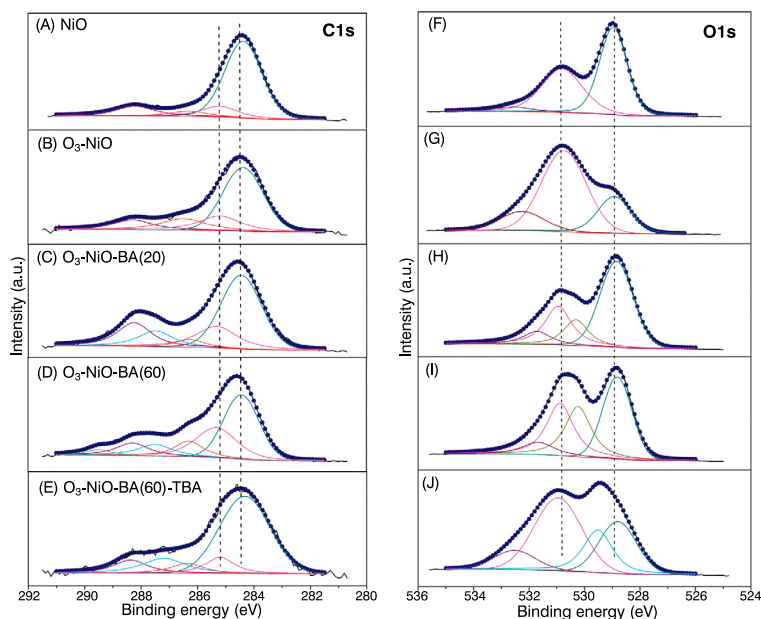 (A) NiO
C1s
(B) O₃-NiO
(C) O₃-NiO-BA(20)
(D) O₃-NiO-BA(60)
(E) O₃-NiO-BA(60)-TBA
Intensity (a.u.)
292 290 288 286 284 282 280
Binding energy (eV)
(F)
O1s
(G)
(H)
(I)
(J)
Intensity (a.u.)
536 534 532 530 528 526 524
Binding energy (eV)